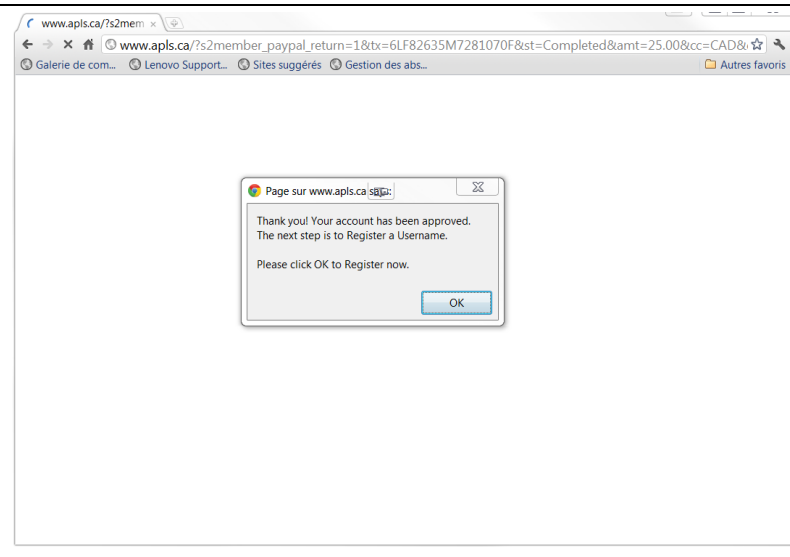 www.apls.ca/?s2mem
www.apls.ca/?s2member_paypal_return=1&tx=6LF82635M7281070F&st=Completed&amt=25.00&cc=CAD&
Galerie de com... Lenovo Support... Sites suggérés Gestion des abs... Autres favoris
Page sur www.apls.ca
Thank you! Your account has been approved.
The next step is to Register a Username.
Please click OK to Register now.
OK